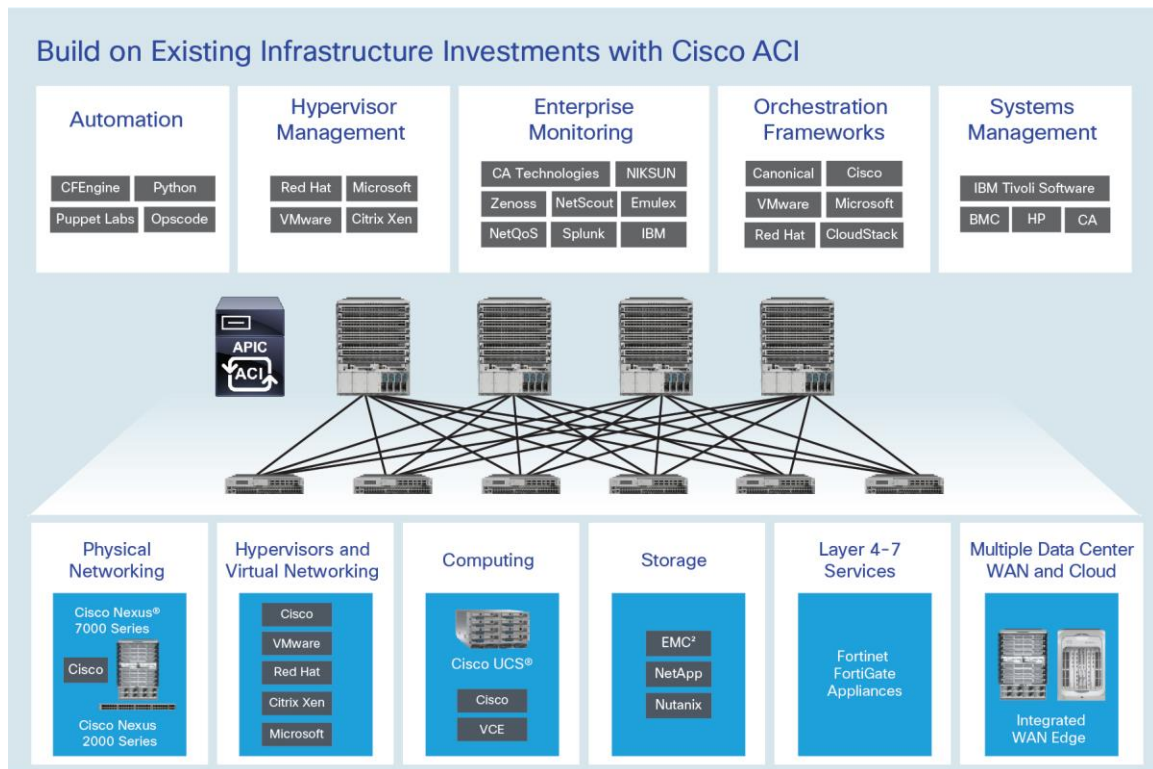 Build on Existing Infrastructure Investments with Cisco ACI
Automation
CFEngine
Python
Puppet Labs
Opscode
Hypervisor
Management
Red Hat
Microsoft
VMware
Citrix Xen
Enterprise
Monitoring
CA Technologies
NIKSUN
Zenoss
NetScout
Emulex
NetQoS
Splunk
IBM
Orchestration
Frameworks
Canonical
Cisco
VMware
Microsoft
Red Hat
CloudStack
Systems
Management
IBM Tivoli Software
BMC
HP
CA
APIC
ACI
Physical
Networking
Cisco Nexus®
7000 Series
Cisco
Cisco Nexus
2000 Series
Hypervisors and
Virtual Networking
Cisco
VMware
Red Hat
Citrix Xen
Microsoft
Computing
Cisco UCS®
Cisco
VCE
Storage
EMC²
NetApp
Nutanix
Layer 4-7
Services
Fortinet
FortiGate
Appliances
Multiple Data Center
WAN and Cloud
Integrated
WAN Edge